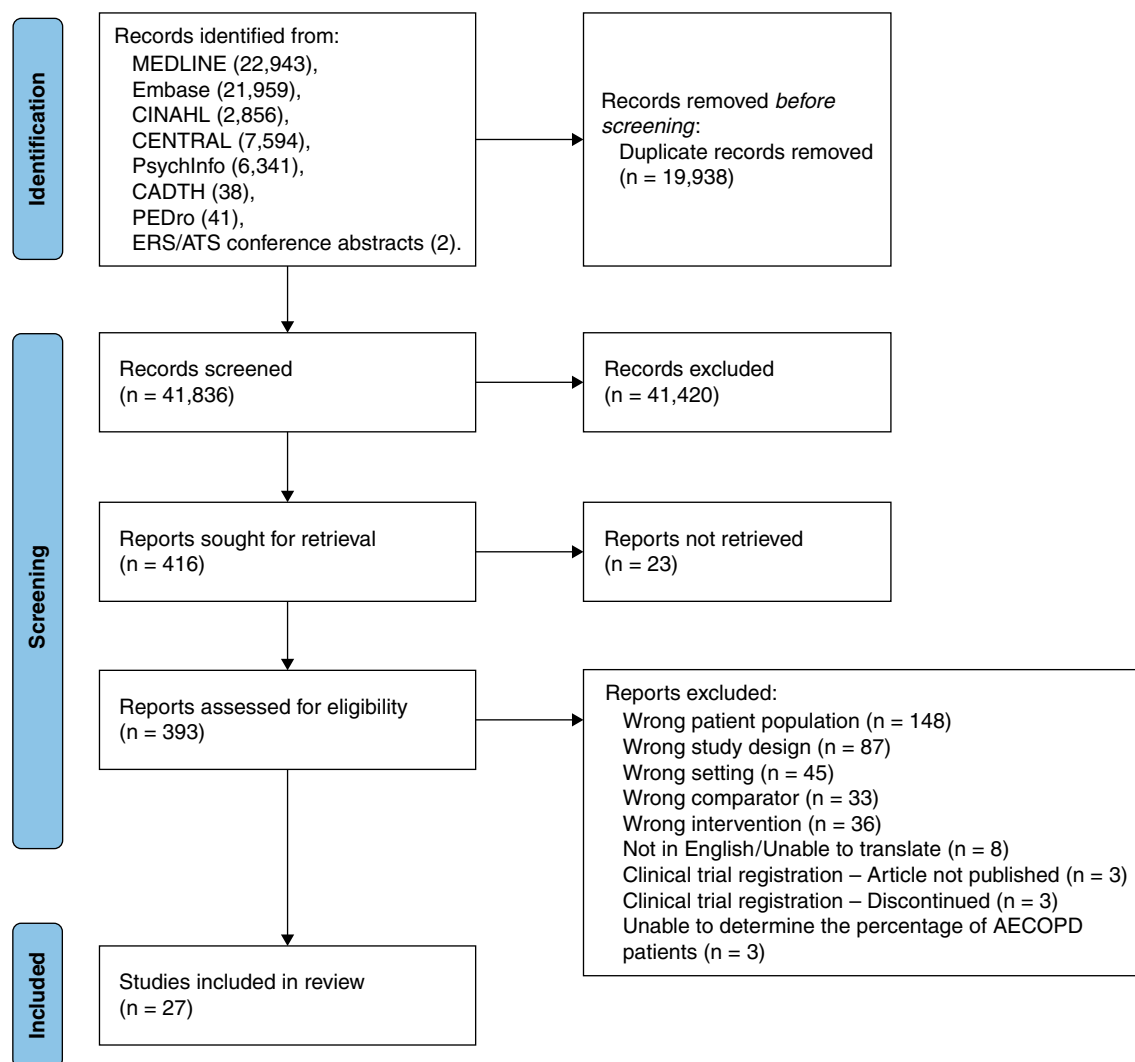 Identification
Records identified from:
MEDLINE (22,943),
Embase (21,959),
CINAHL (2,856),
CENTRAL (7,594),
PsychInfo (6,341),
CADTH (38),
PEDro (41),
ERS/ATS conference abstracts (2).
Records removed before
screening:
Duplicate records removed
(n = 19,938)
Screening
Records screened
(n = 41,836)
Records excluded
(n = 41,420)
Reports sought for retrieval
(n = 416)
Reports not retrieved
(n = 23)
Reports assessed for eligibility
(n = 393)
Reports excluded:
Wrong patient population (n = 148)
Wrong study design (n = 87)
Wrong setting (n = 45)
Wrong comparator (n = 33)
Wrong intervention (n = 36)
Not in English/Unable to translate (n = 8)
Clinical trial registration – Article not published (n = 3)
Clinical trial registration – Discontinued (n = 3)
Unable to determine the percentage of AECOPD
patients (n = 3)
Included
Studies included in review
(n = 27)